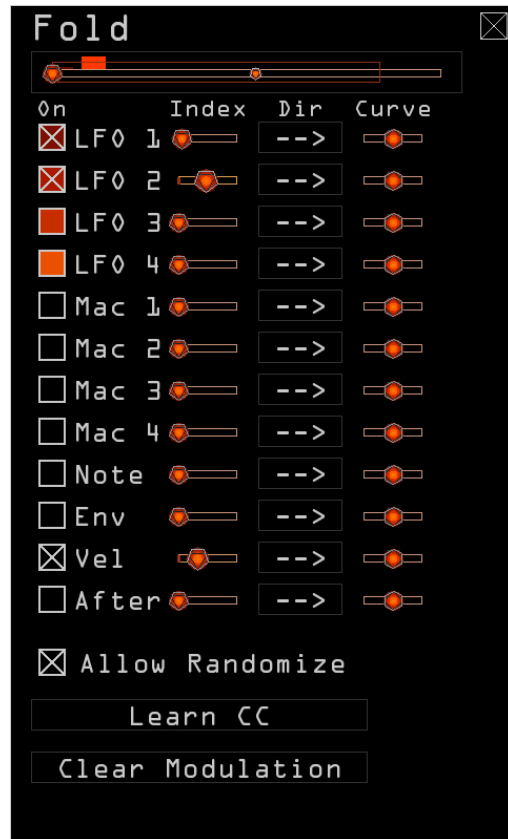 Fold
On Index Dir Curve
LFO 1 -->
LFO 2 -->
LFO 3 -->
LFO 4 -->
Mac 1 -->
Mac 2 -->
Mac 3 -->
Mac 4 -->
Note -->
Env -->
Vel -->
After -->
Allow Randomize
Learn CC
Clear Modulation